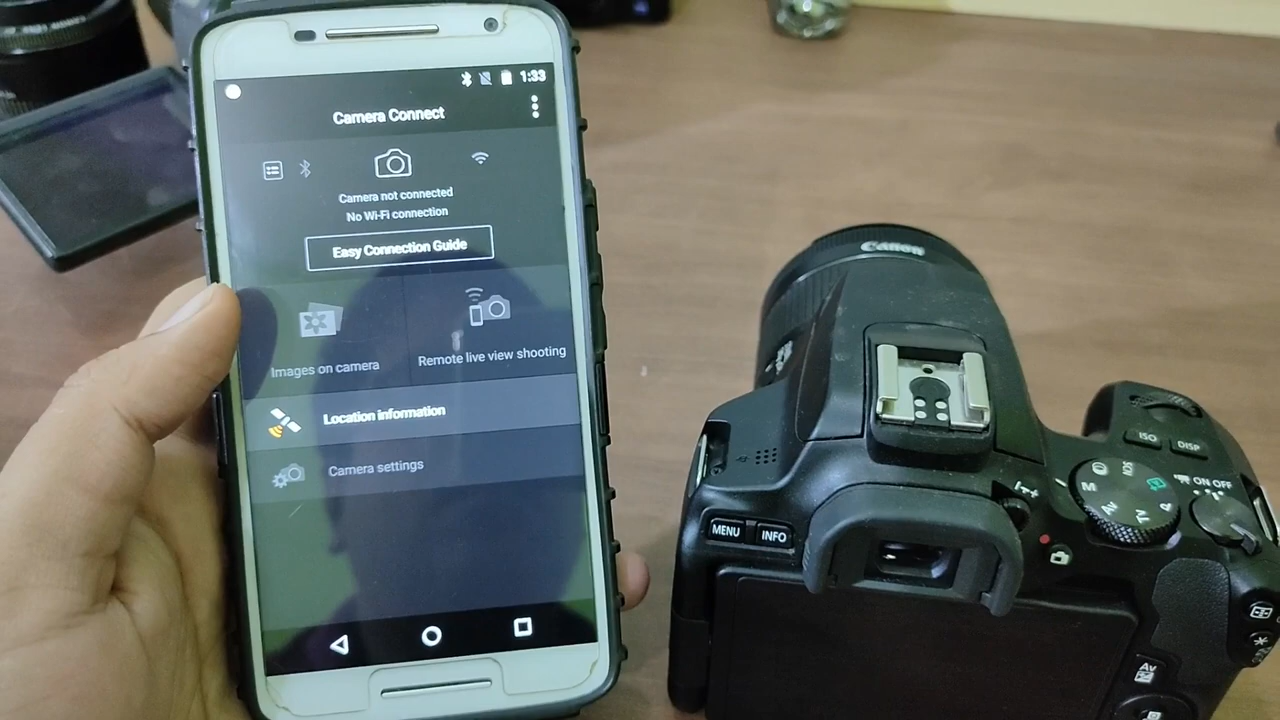 1:33
Camera Connect
Camera not connected
No Wi-Fi connection
Easy Connection Guide
Images on camera
Remote live view shooting
Location information
Camera settings
Canon
ISO
DISP
ON OFF
M
MENU
INFO
AV